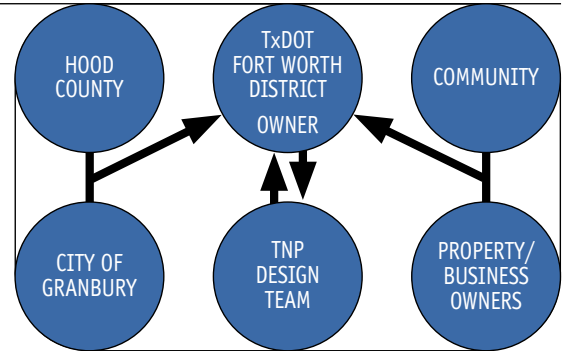 HOOD
COUNTY
TxDOT
FORT WORTH
DISTRICT
OWNER
COMMUNITY
CITY OF
GRANBURY
TNP
DESIGN
TEAM
PROPERTY/
BUSINESS
OWNERS